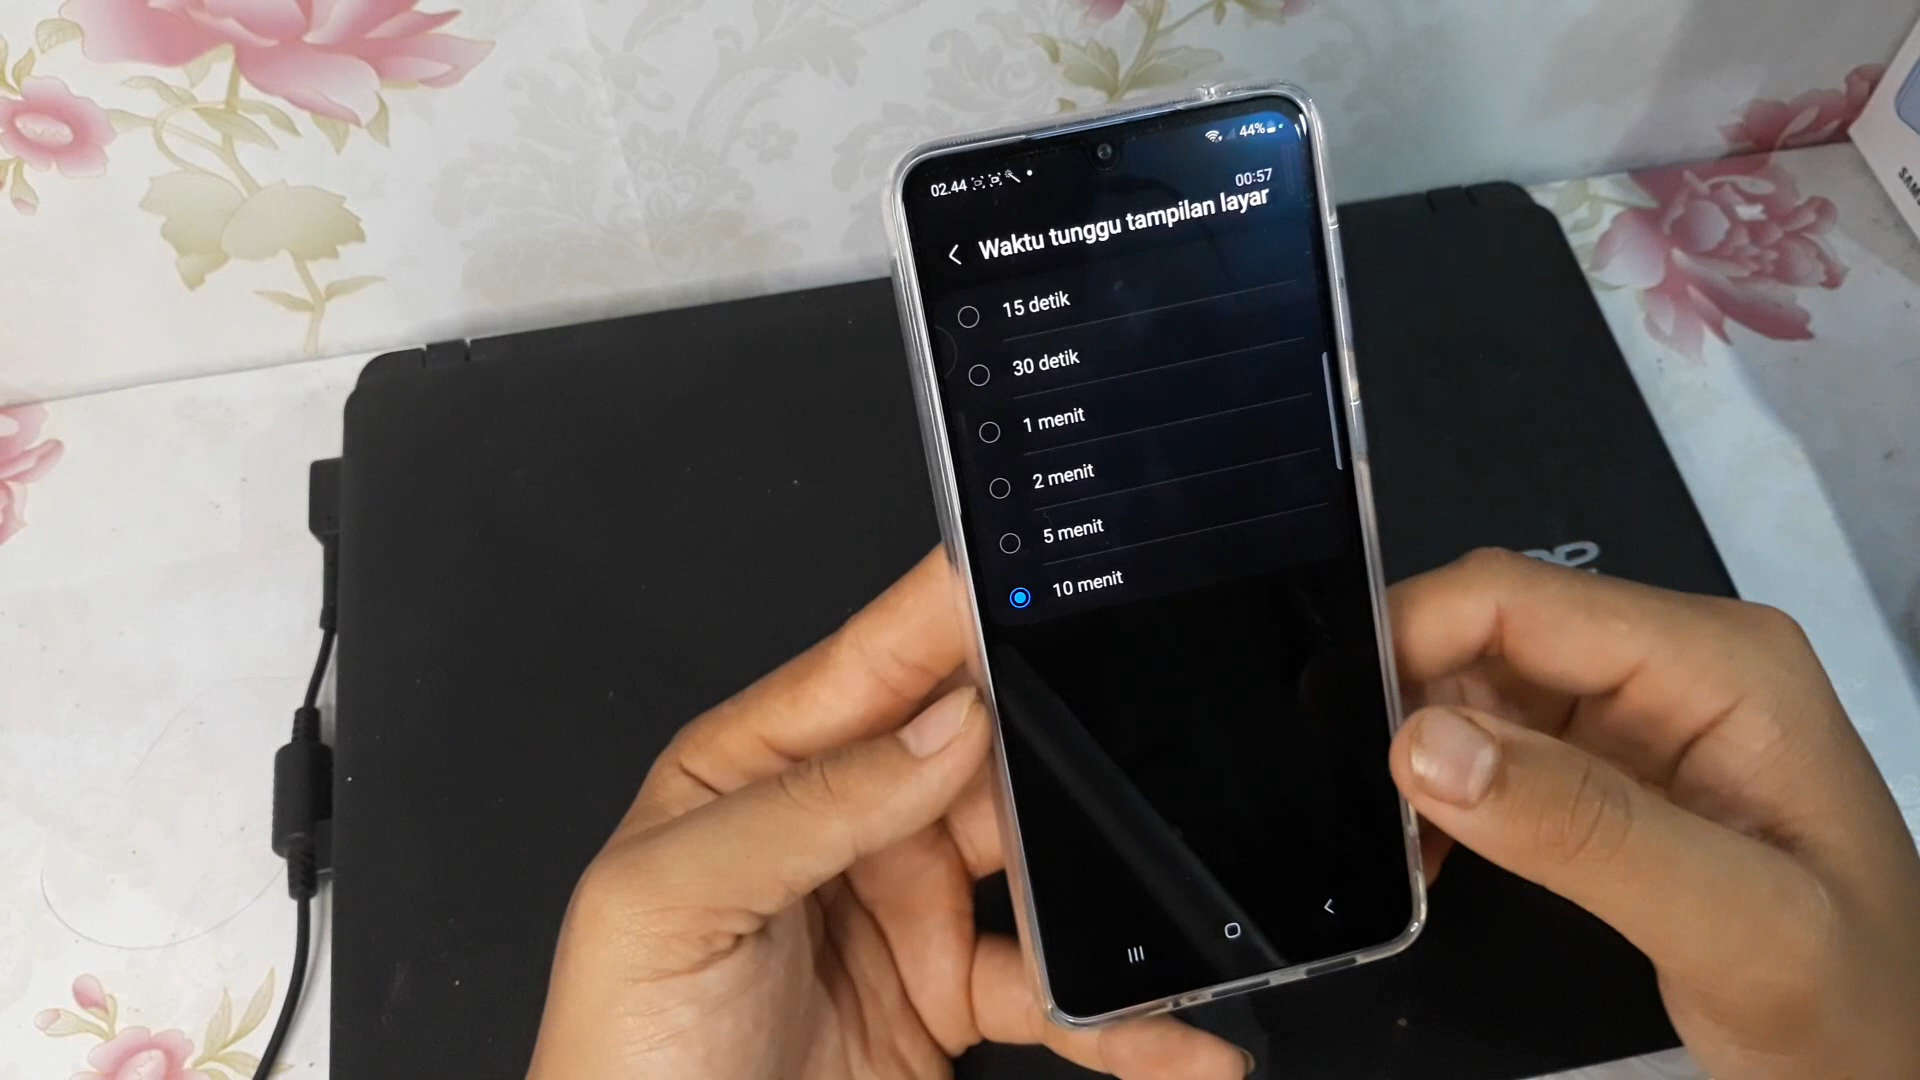 02.44
44%
00:57
Waktu tunggu tampilan layar
15 detik
30 detik
1 menit
2 menit
5 menit
10 menit